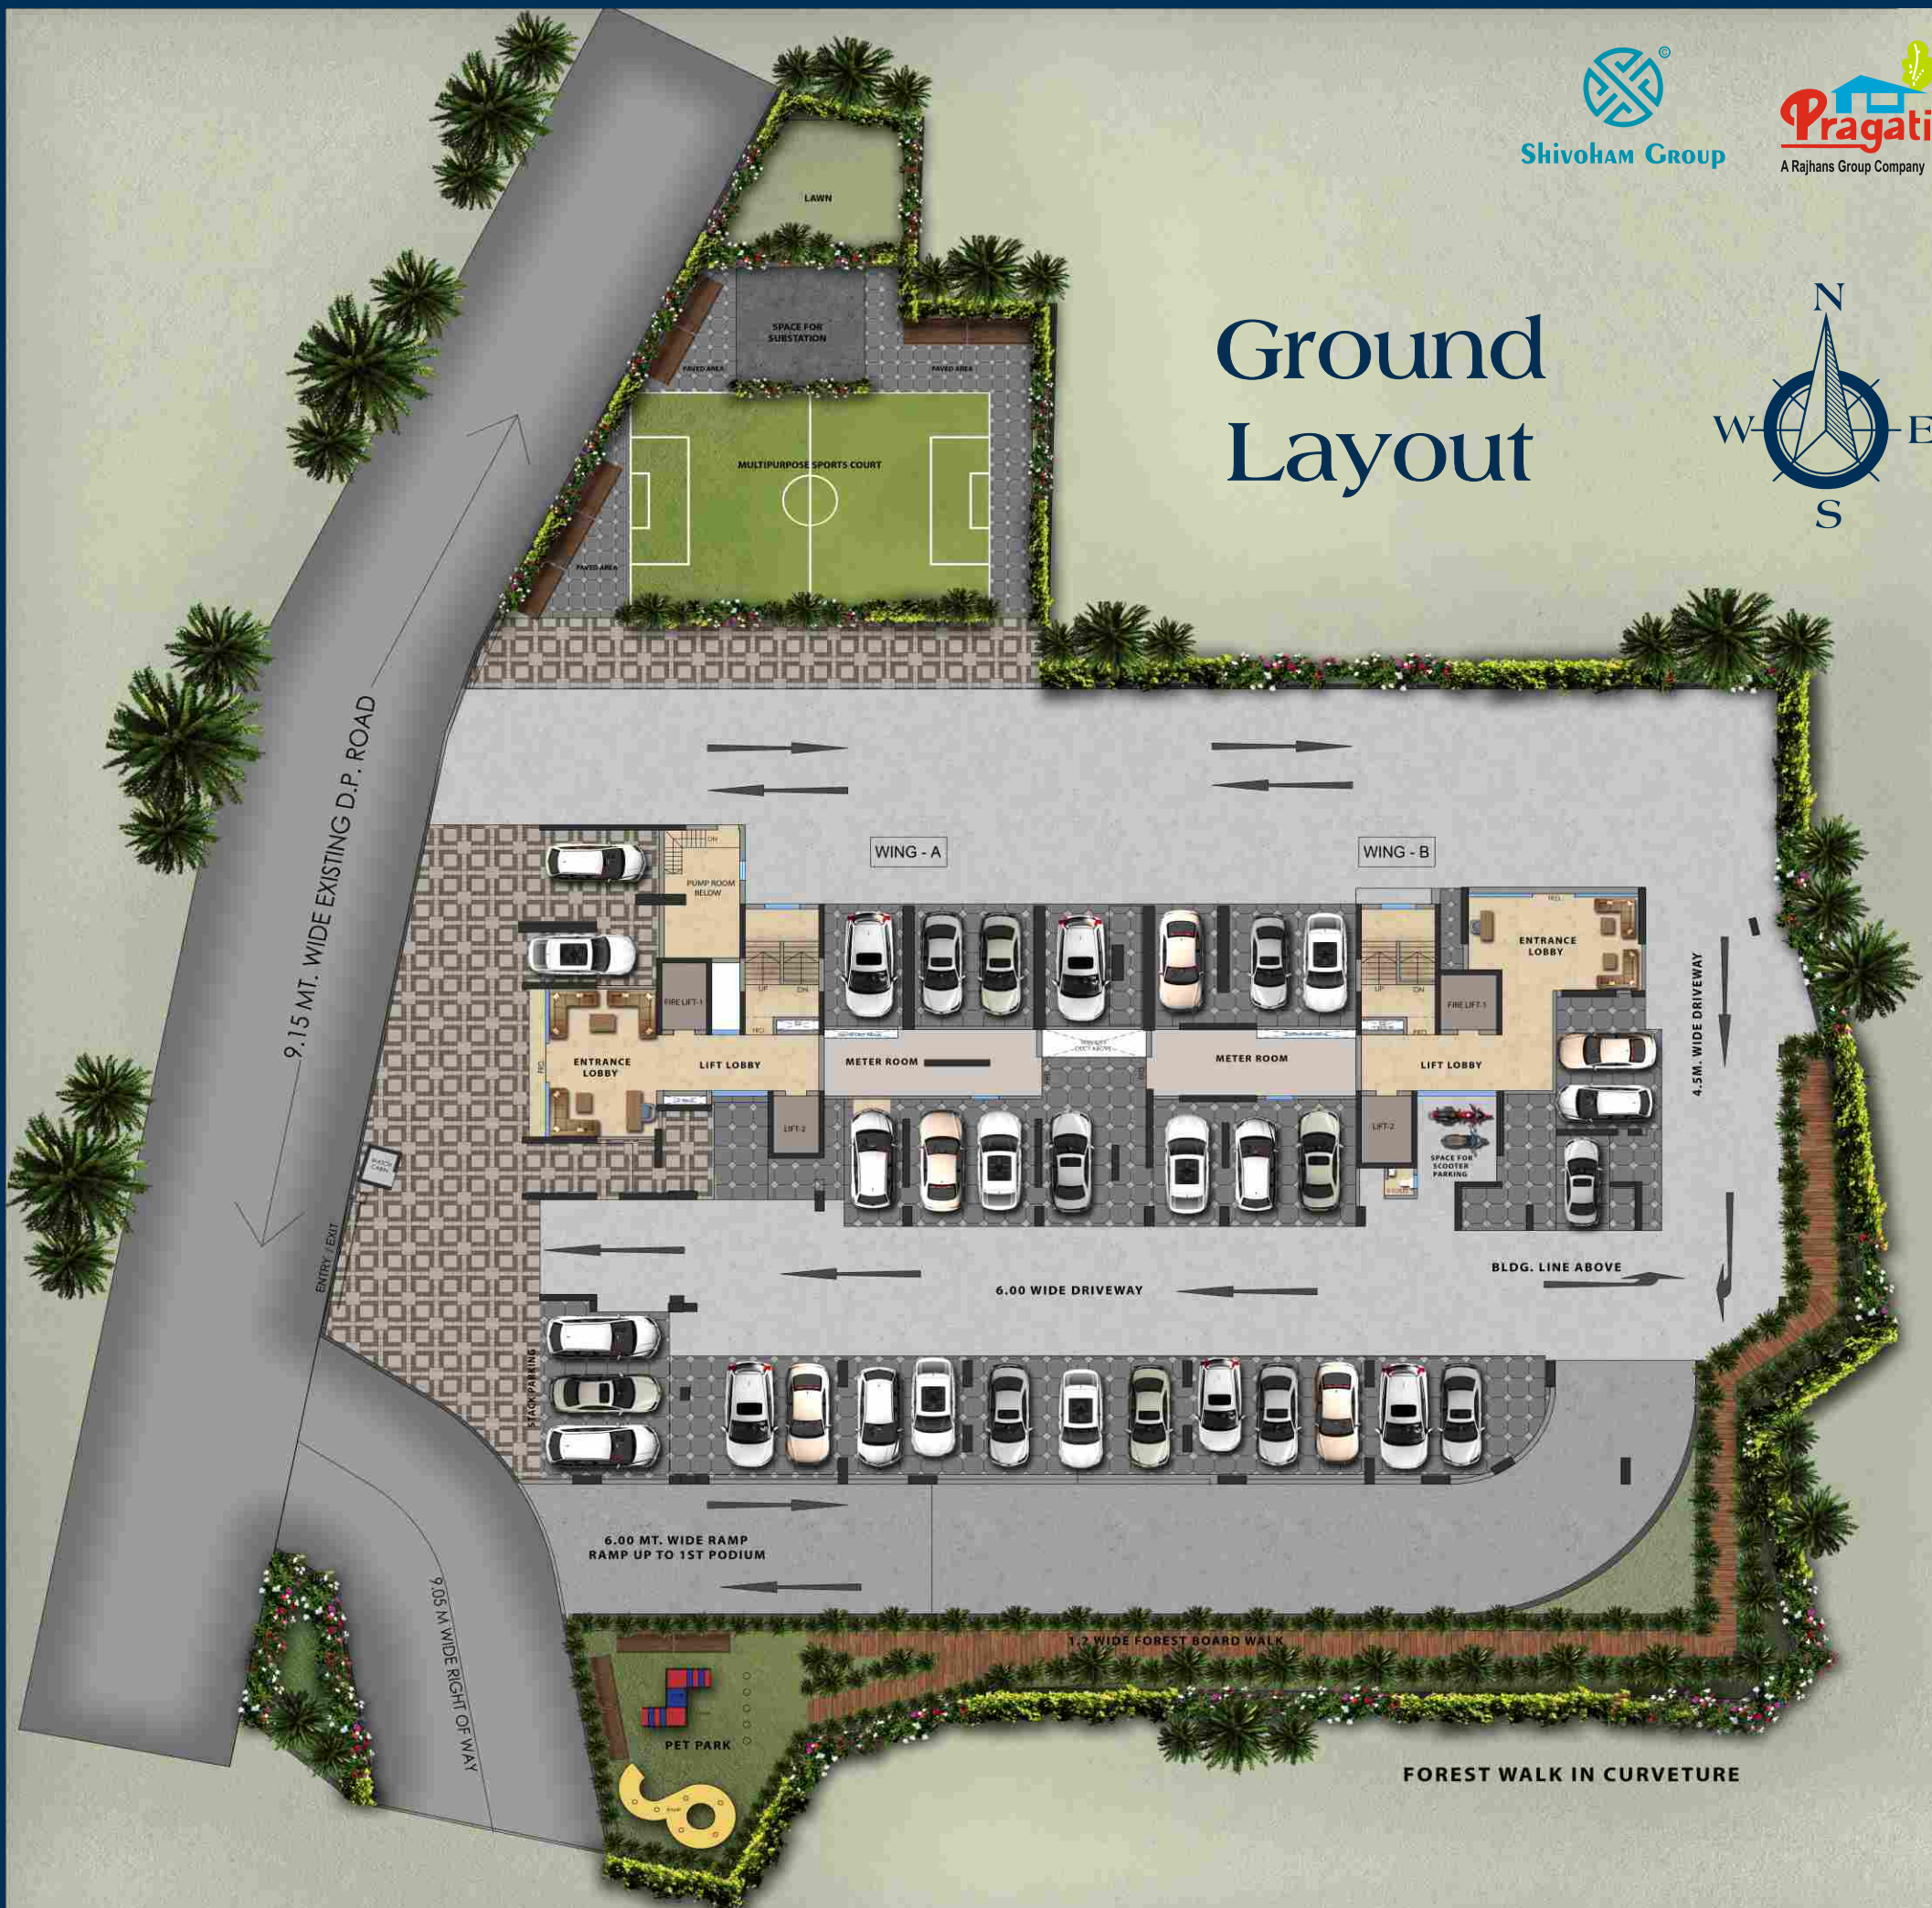 SHIVOHAM GROUP
©
Pragati
A Rajhans Group Company
Ground
Layout
N
W
E
S
LAWN
SPACE FOR
SUBSTATION
PAVED AREA
PAVED AREA
MULTIPURPOSE SPORTS COURT
PAVED AREA
9.15 MT. WIDE EXISTING D.P. ROAD
WING - A
WING - B
DN
PUMP ROOM
BELOW
ENTRANCE
LOBBY
UP
DN
FIRE LIFT-1
UP
DN
FIRE LIFT-1
4.5M. WIDE DRIVEWAY
ENTRANCE
LOBBY
LIFT LOBBY
METER ROOM
METER ROOM
LIFT LOBBY
LIFT-2
LIFT-2
SPACE FOR
SCOOTER
PARKING
ENTRY / EXIT
BLDG. LINE ABOVE
6.00 WIDE DRIVEWAY
STACK PARKING
6.00 MT. WIDE RAMP
RAMP UP TO 1ST PODIUM
9.05 M WIDE RIGHT OF WAY
1.2 WIDE FOREST BOARD WALK
PET PARK
FOREST WALK IN CURVETURE